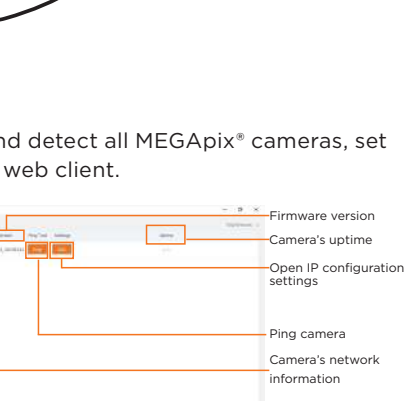 nd detect all MEGApix® cameras, set
web client.
Firmware version
Camera's uptime
Open IP configuration
settings
Ping camera
Camera's network
information